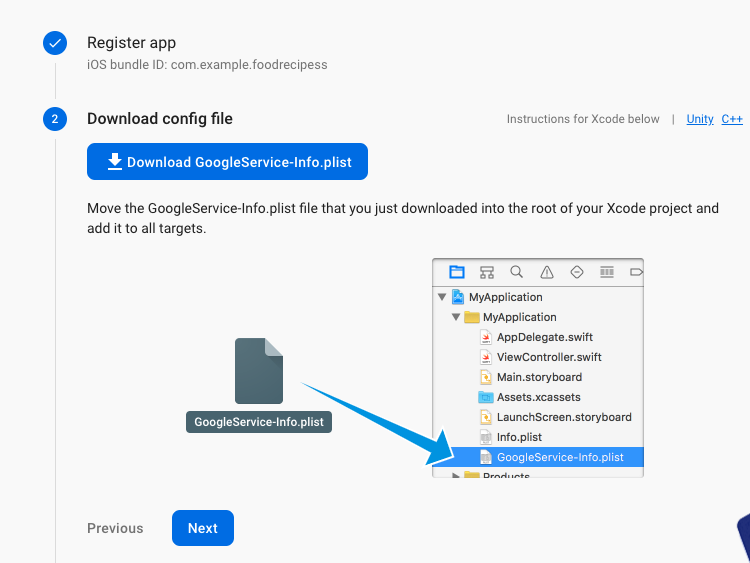 Register app
iOS bundle ID: com.example.foodrecipess
2
Download config file
Instructions for Xcode below | Unity C++
Download GoogleService-Info.plist
Move the GoogleService-Info.plist file that you just downloaded into the root of your Xcode project and
add it to all targets.
MyApplication
MyApplication
AppDelegate.swift
ViewController.swift
Main.storyboard
Assets.xcassets
LaunchScreen.storyboard
Info.plist
GoogleService-Info.plist
Products
GoogleService-Info.plist
Previous
Next